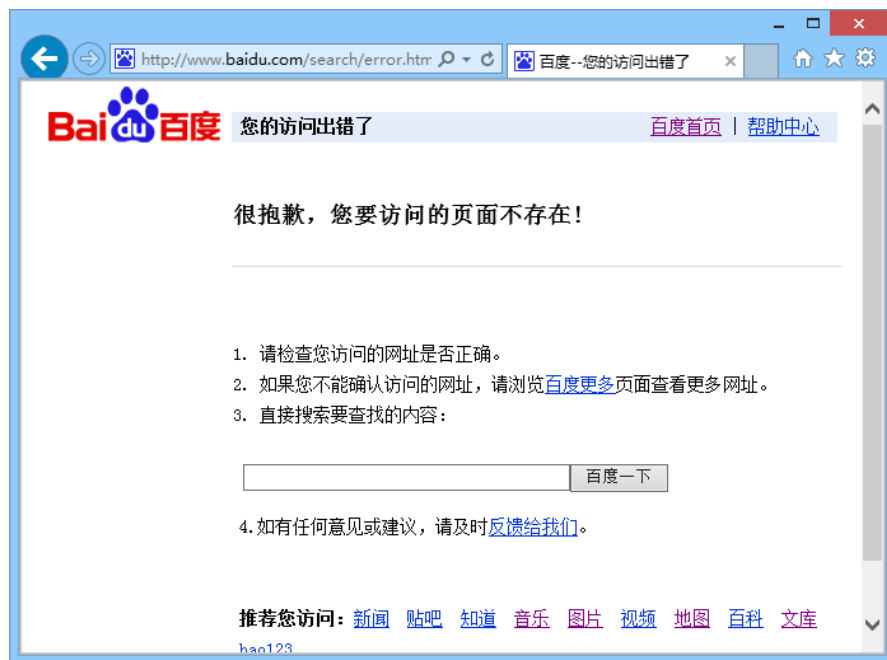 http://www.baidu.com/search/error.htm
百度--您的访问出错了
Bai du 百度
您的访问出错了
百度首页 | 帮助中心
很抱歉，您要访问的页面不存在!
1. 请检查您访问的网址是否正确。
2. 如果您不能确认访问的网址，请浏览百度更多页面查看更多网址。
3. 直接搜索要查找的内容：
百度一下
4.如有任何意见或建议，请及时反馈给我们。
推荐您访问：新闻 贴吧 知道 音乐 图片 视频 地图 百科 文库
hao123